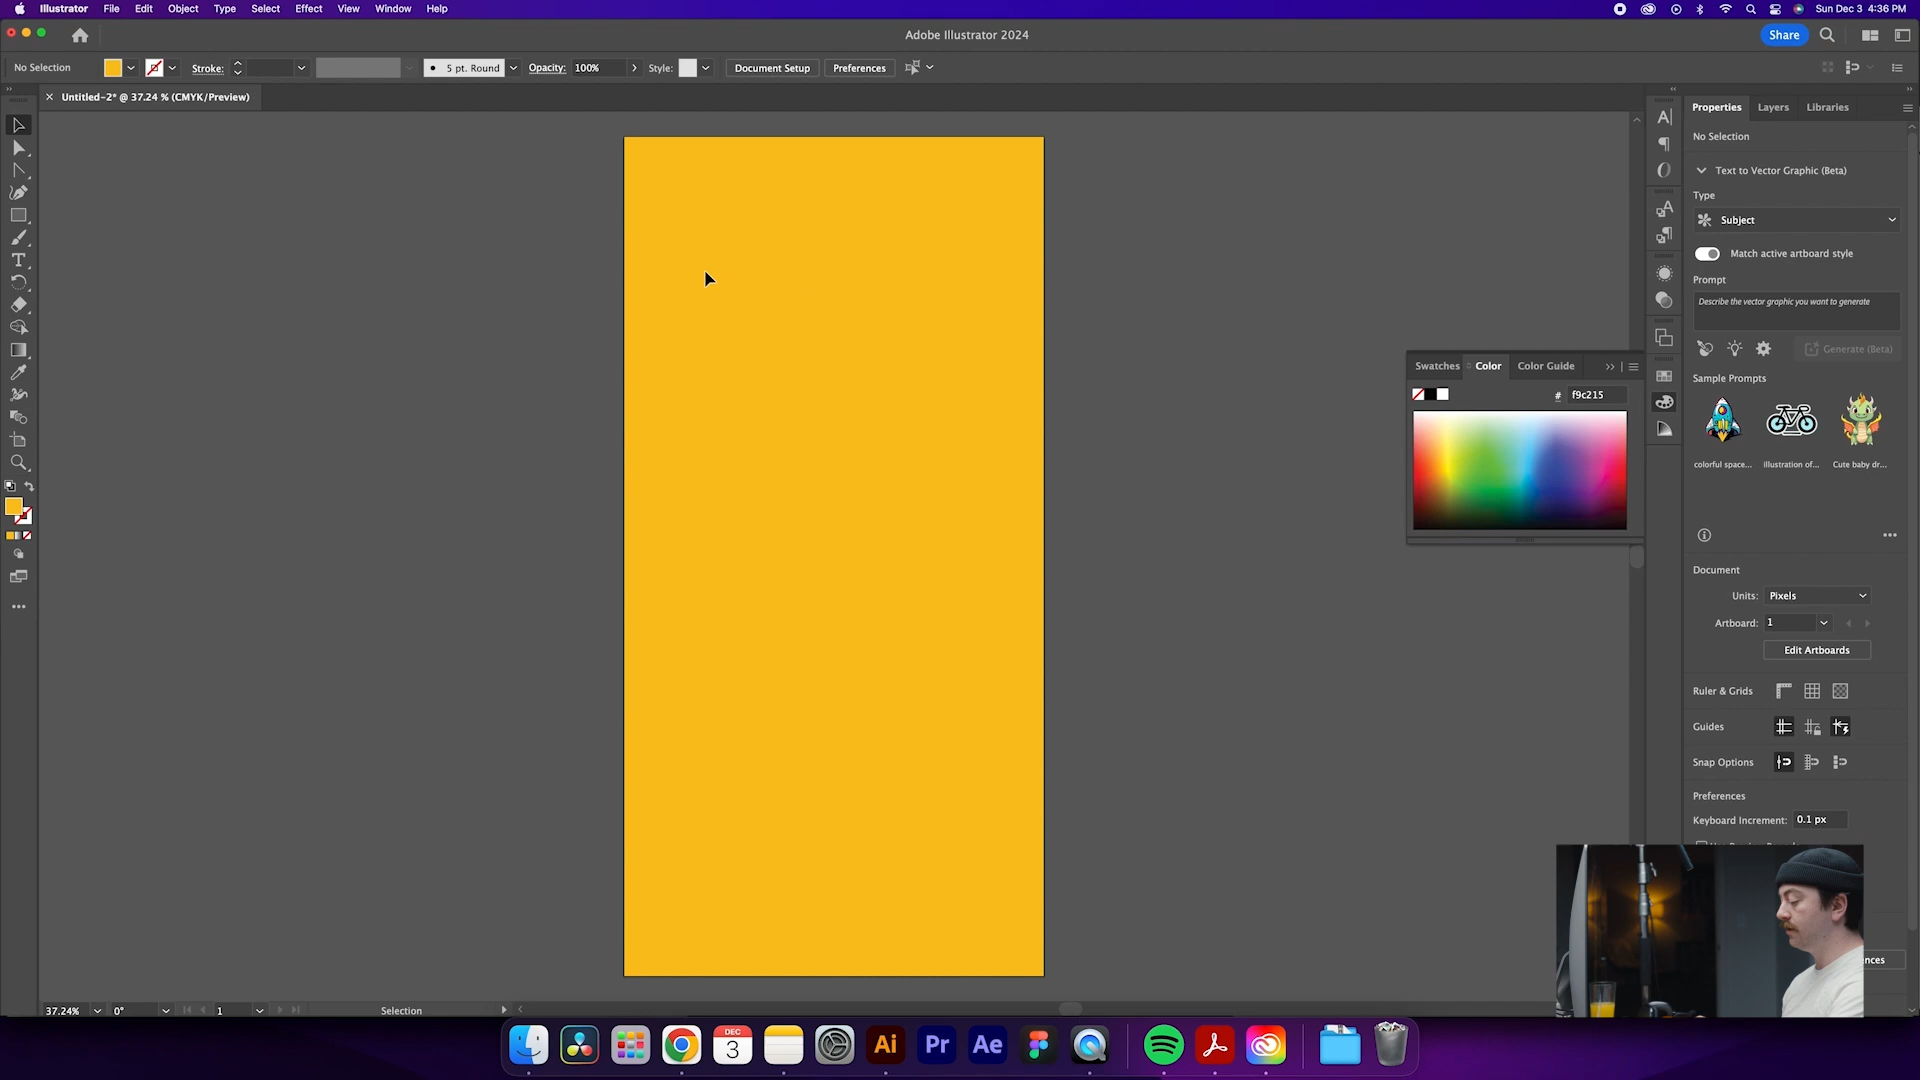 Illustrator File Edit Object Type Select Effect View Window Help Sun Dec 3 4:36 PM
Adobe Illustrator 2024 Share
No Selection Stroke: 5 pt. Round Opacity: 100% Style: Document Setup Preferences
Untitled-2* @ 37.24 % (CMYK/Preview)
Properties Layers Libraries
No Selection
Text to Vector Graphic (Beta)
Type
Subject
Match active artboard style
Prompt
Describe the vector graphic you want to generate
Generate (Beta)
Sample Prompts
colorful space... illustration of... Cute baby dr...
Swatches Color Color Guide
# f9c215
Document
Units: Pixels
Artboard: 1
Edit Artboards
Ruler & Grids
Guides
Snap Options
Preferences
Keyboard Increment: 0.1 px
nces
37.24% 0° 1 Selection
DEC
3
Ai Pr Ae